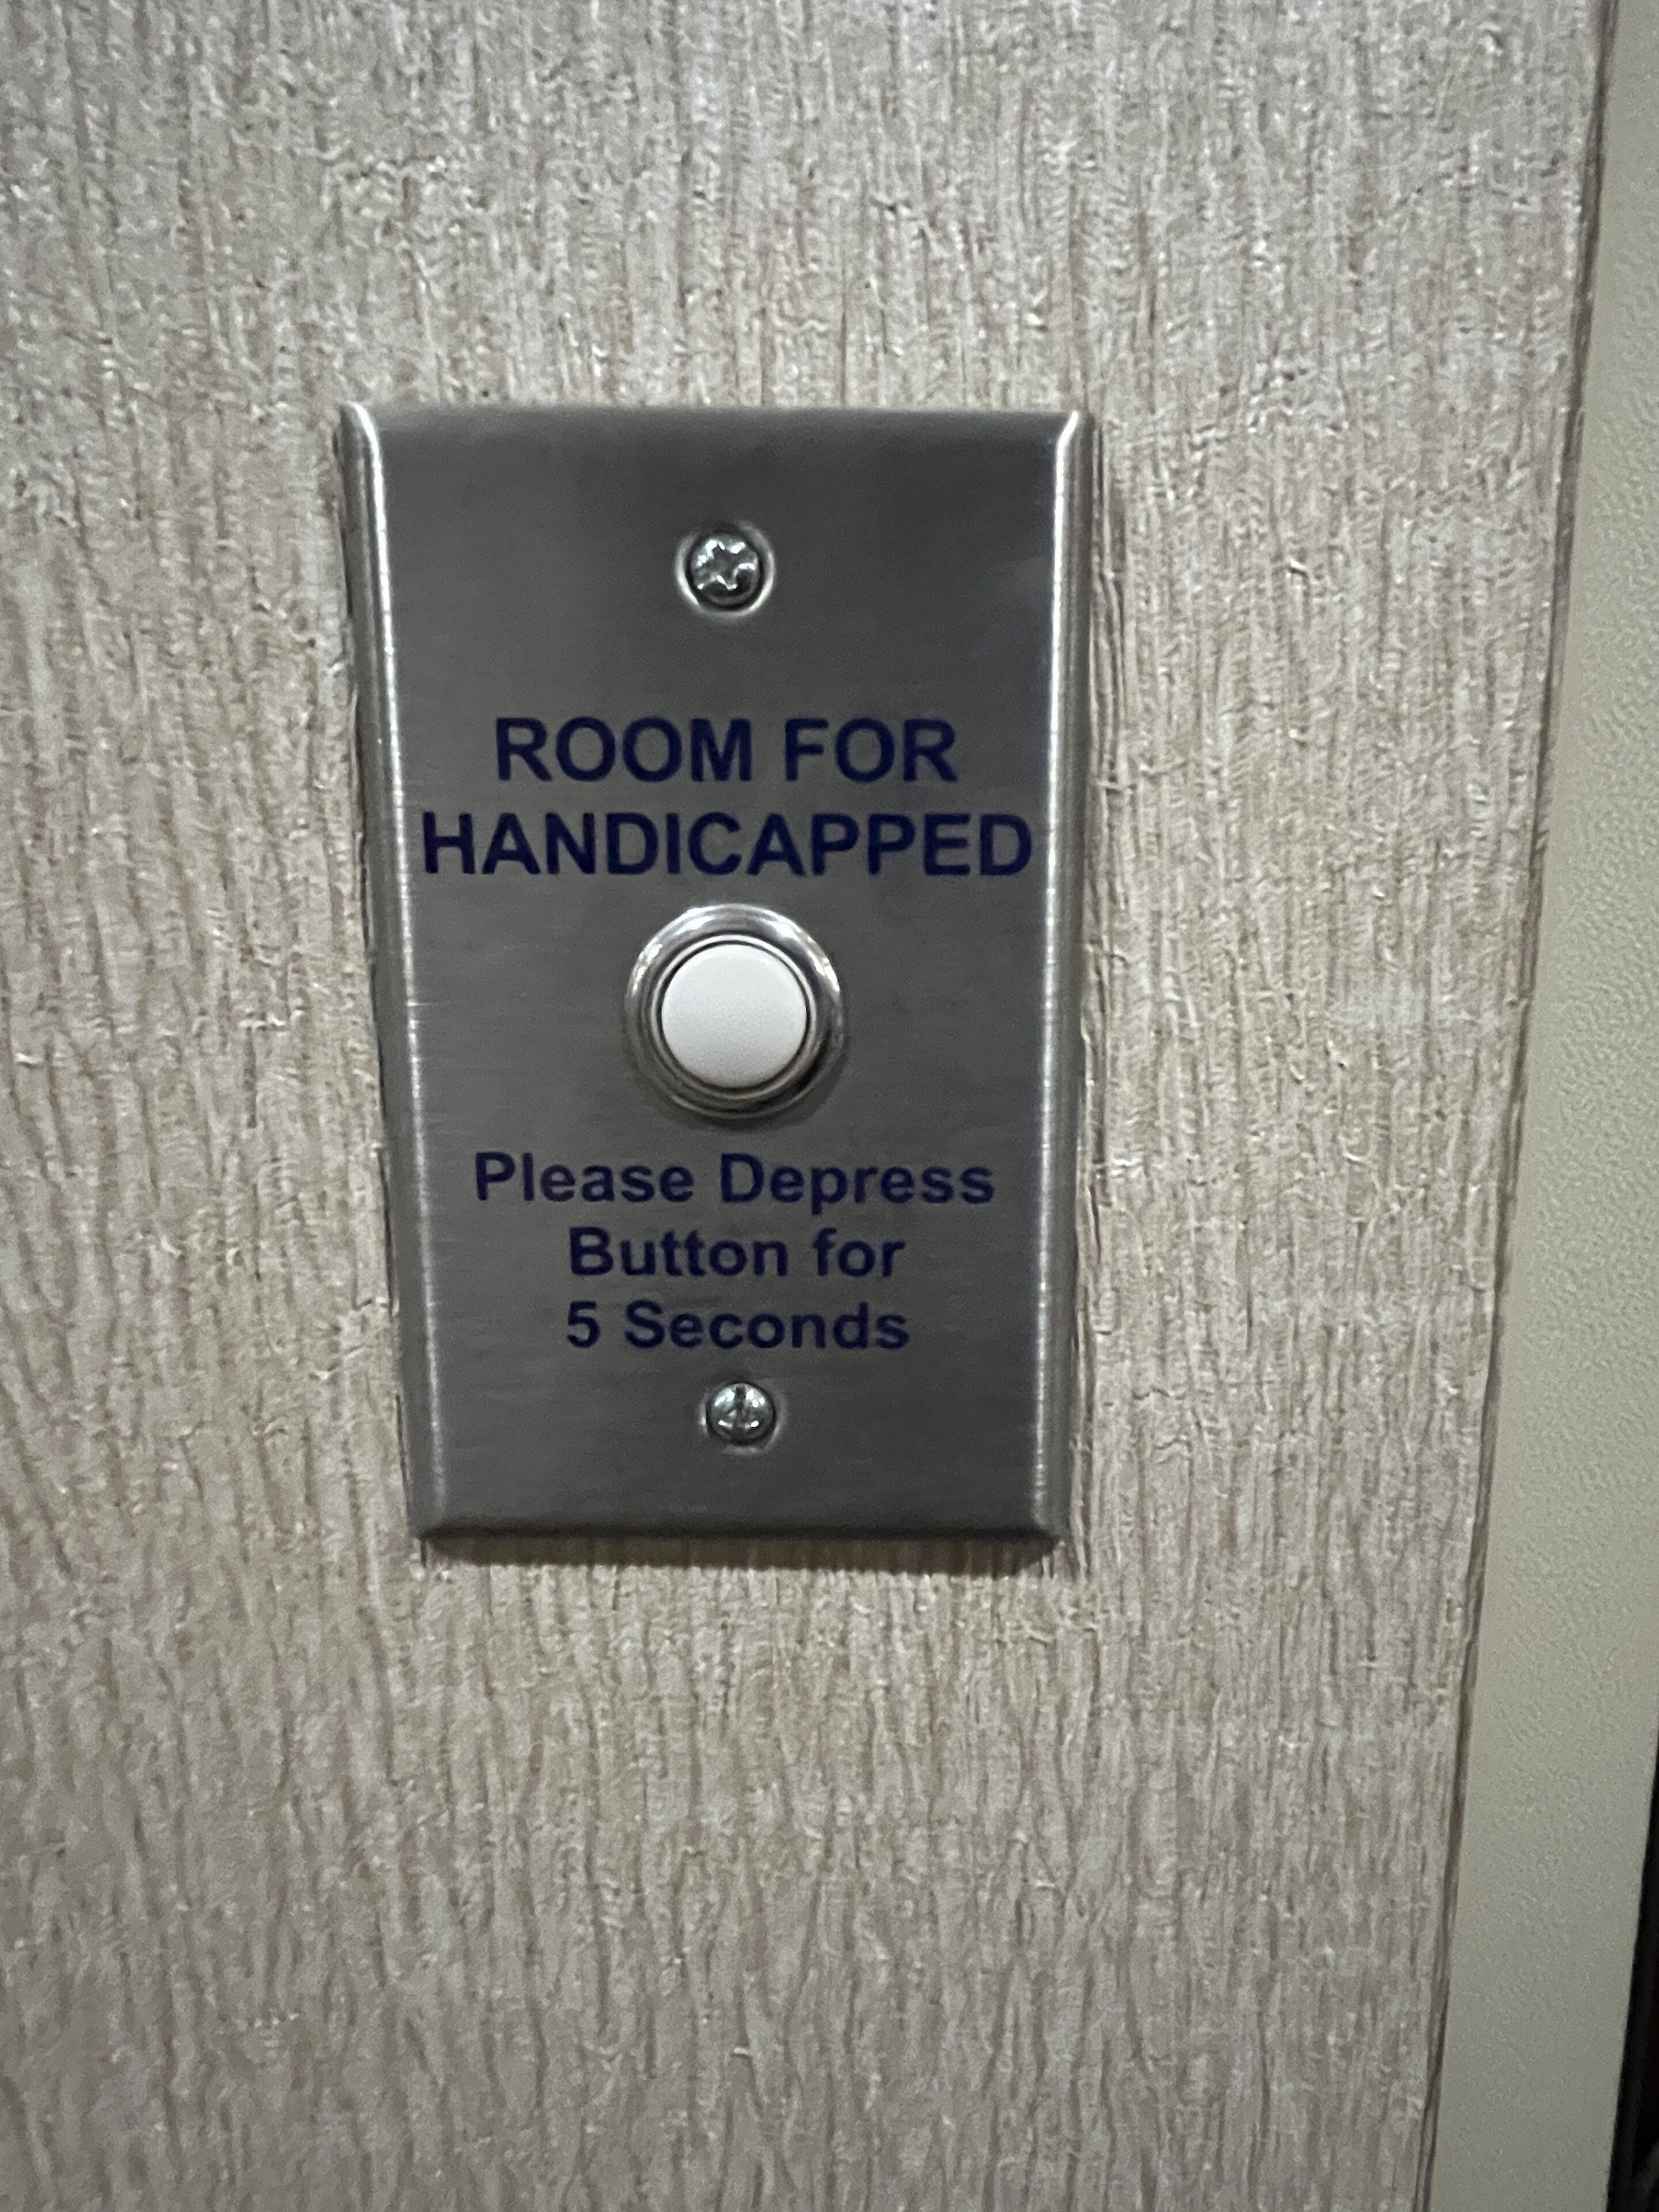 ROOM FOR
HANDICAPPED
Please Depress
Button for
5 Seconds